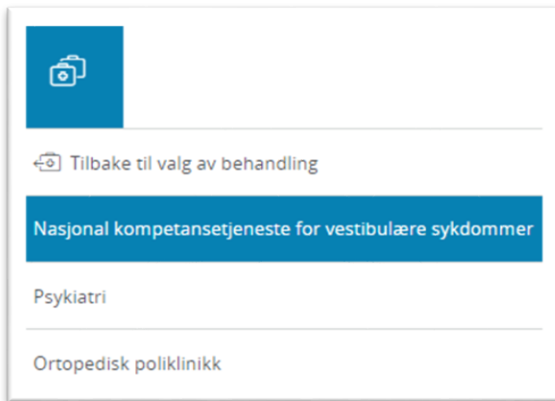 Tilbake til valg av behandling
Nasjonal kompetansetjeneste for vestibulære sykdommer
Psykiatri
Ortopedisk poliklinikk